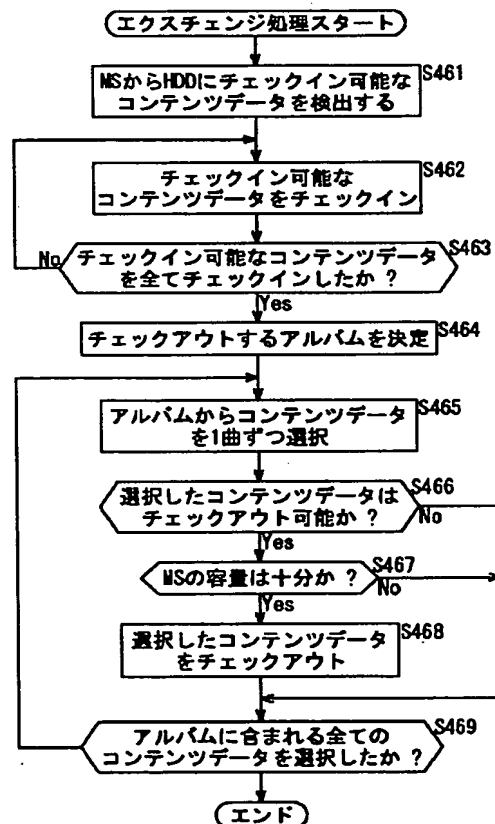 エクスチェンジ処理スタート
MSからHDDにチェックイン可能な
コンテンツデータを検出する
S461
チェックイン可能な
コンテンツデータをチェックイン
S462
チェックイン可能なコンテンツデータ
を全てチェックインしたか ?
S463
No
Yes
チェックアウトするアルバムを決定
S464
アルバムからコンテンツデータ
を1曲ずつ選択
S465
選択したコンテンツデータは
チェックアウト可能か ?
S466
No
Yes
MSの容量は十分か ?
S467
No
Yes
選択したコンテンツデータ
をチェックアウト
S468
アルバムに含まれる全ての
コンテンツデータを選択したか ?
S469
エンド